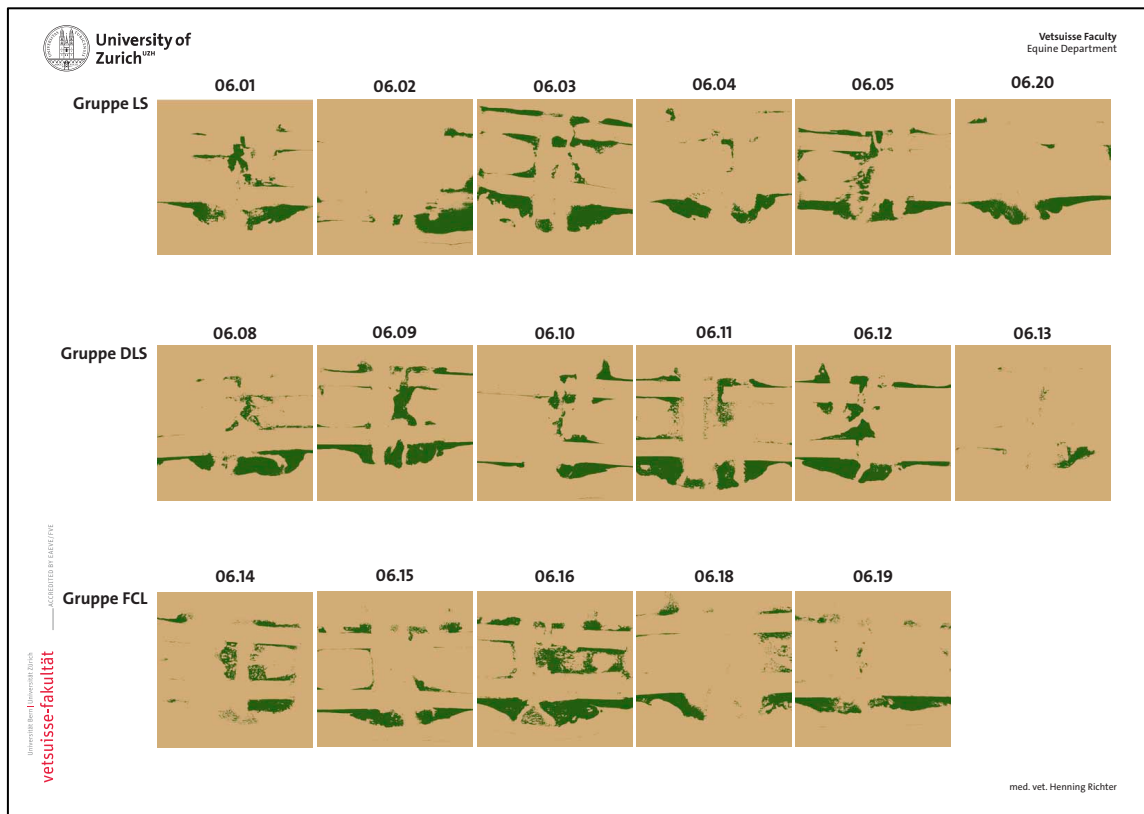 University of
Zurich UZH
Vetsuisse Faculty
Equine Department
Gruppe LS
06.01
06.02
06.03
06.04
06.05
06.20
Gruppe DLS
06.08
06.09
06.10
06.11
06.12
06.13
Gruppe FCL
06.14
06.15
06.16
06.18
06.19
Universität Bern | Universität Zürich
vetsuisse-fakultät
ACCREDITED BY EAEVE/FVE
med. vet. Henning Richter